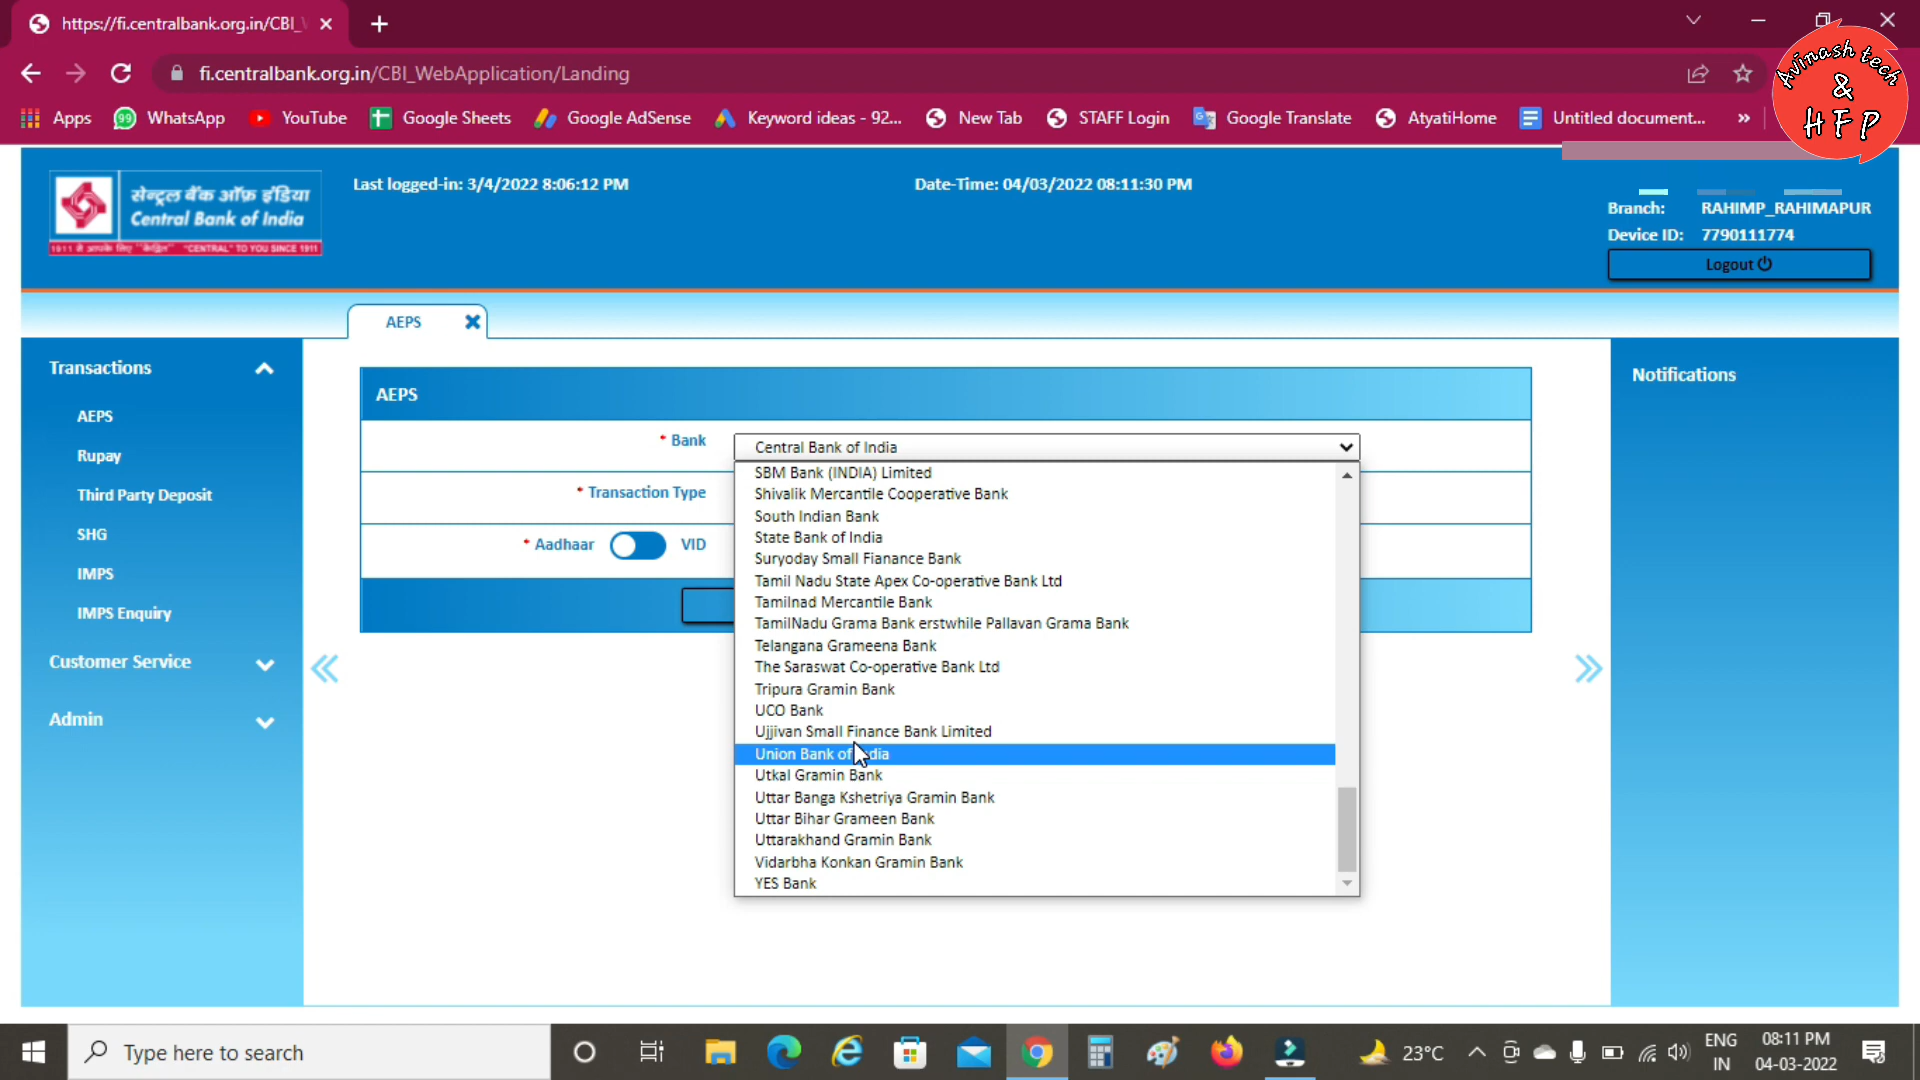 https://fi.centralbank.org.in/CBI_
fi.centralbank.org.in/CBI_WebApplication/Landing
Avinash tech
&
HFP
Apps
99
WhatsApp
YouTube
Google Sheets
Google AdSense
Keyword ideas - 92...
New Tab
STAFF Login
Google Translate
AtyatiHome
Untitled document...
»
सेन्ट्रल बैंक ऑफ़ इंडिया
Central Bank of India
1911 से आपके लिए "केंद्रित" "CENTRAL" TO YOU SINCE 1911
Last logged-in: 3/4/2022 8:06:12 PM
Date-Time: 04/03/2022 08:11:30 PM
Branch: RAHIMP_RAHIMAPUR
Device ID: 7790111774
Logout
AEPS
Transactions
AEPS
Rupay
Third Party Deposit
SHG
IMPS
IMPS Enquiry
Customer Service
Admin
AEPS
* Bank
Central Bank of India
* Transaction Type
* Aadhaar
VID
SBM Bank (INDIA) Limited
Shivalik Mercantile Cooperative Bank
South Indian Bank
State Bank of India
Suryoday Small Fianance Bank
Tamil Nadu State Apex Co-operative Bank Ltd
Tamilnad Mercantile Bank
TamilNadu Grama Bank erstwhile Pallavan Grama Bank
Telangana Grameena Bank
The Saraswat Co-operative Bank Ltd
Tripura Gramin Bank
UCO Bank
Ujjivan Small Finance Bank Limited
Union Bank of India
Utkal Gramin Bank
Uttar Banga Kshetriya Gramin Bank
Uttar Bihar Grameen Bank
Uttarakhand Gramin Bank
Vidarbha Konkan Gramin Bank
YES Bank
Notifications
Type here to search
23°C
ENG
IN
08:11 PM
04-03-2022